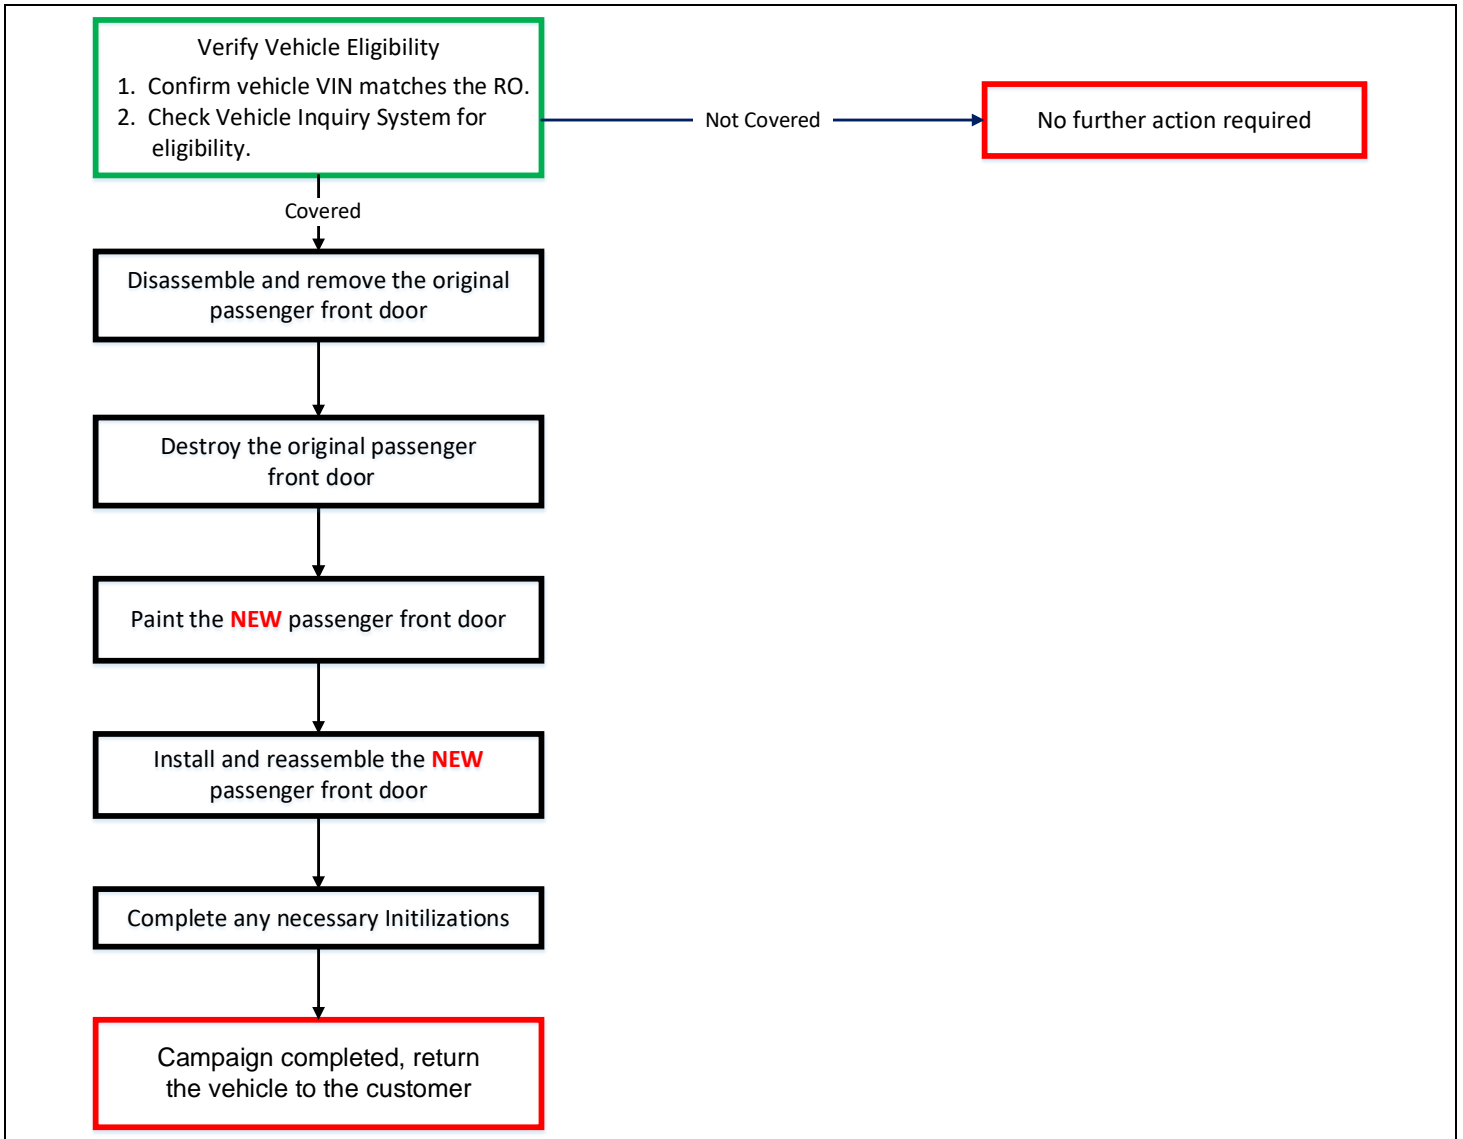 Verify Vehicle Eligibility
1. Confirm vehicle VIN matches the RO.
2. Check Vehicle Inquiry System for
eligibility.
Not Covered
No further action required
Covered
Disassemble and remove the original
passenger front door
Destroy the original passenger
front door
Paint the NEW passenger front door
Install and reassemble the NEW
passenger front door
Complete any necessary Initilizations
Campaign completed, return
the vehicle to the customer